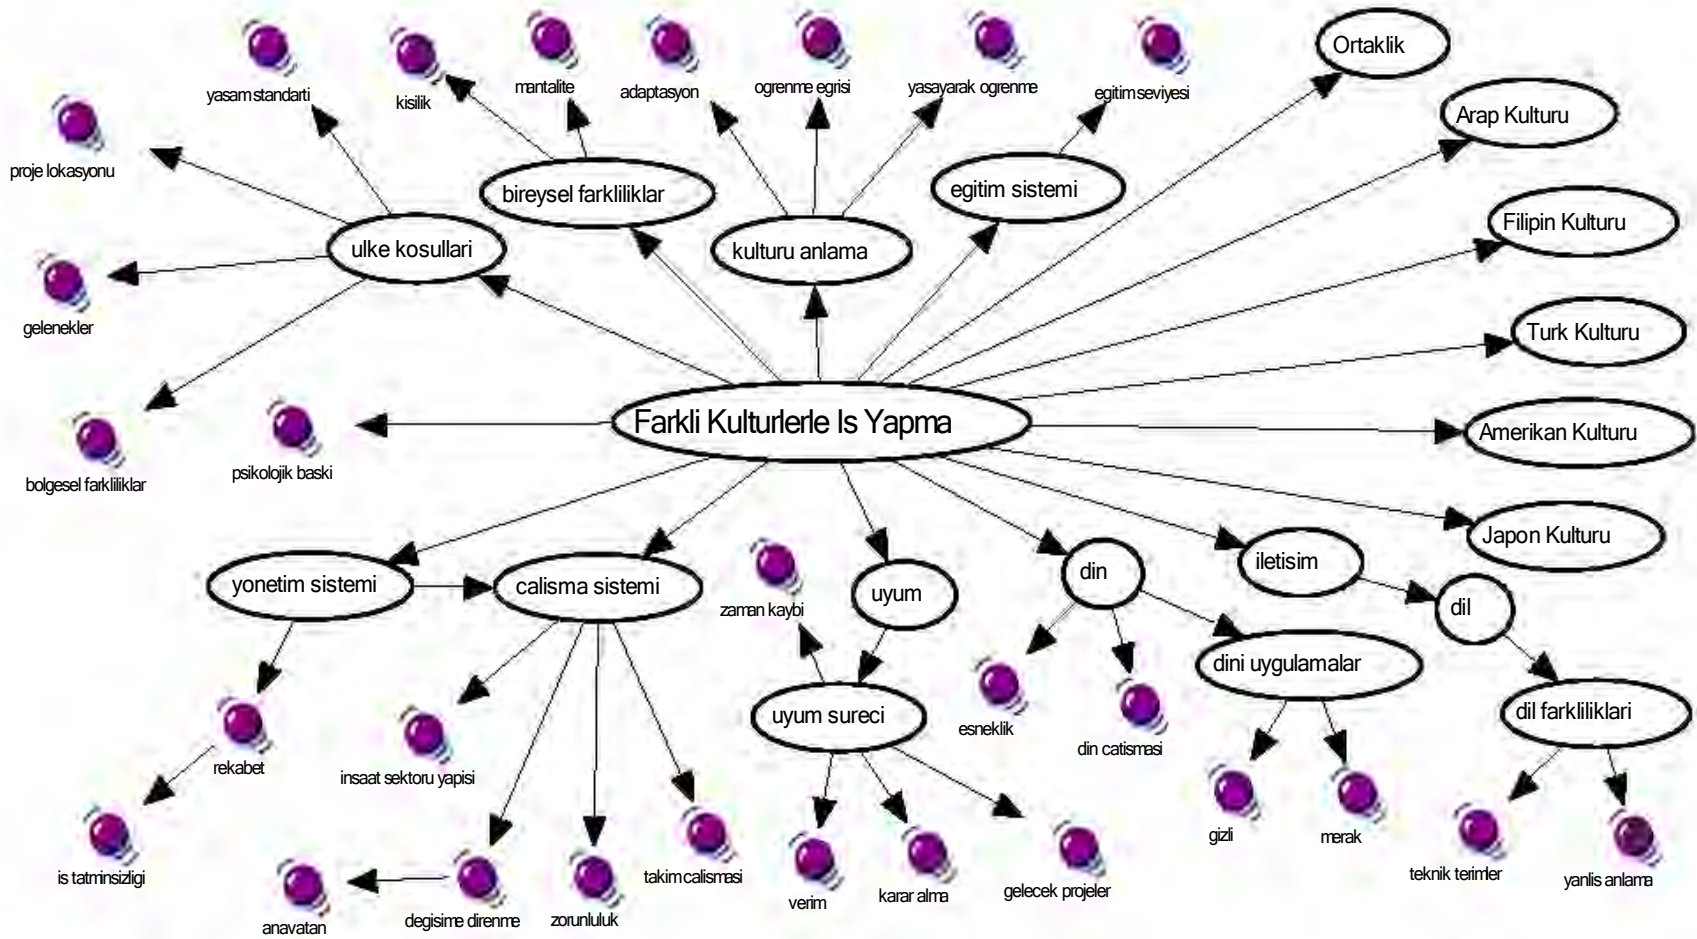 Ortaklik
yasam standarti
kisilik
mantalite
adaptasyon
ogrenme egrisi
yasayarak ogrenme
egitim seviyesi
Arap Kulturu
proje lokasyonu
bireysel farkliliklar
egitim sistemi
Filipin Kulturu
ulke kosullari
kulturu anlama
gelenekler
Turk Kulturu
Farkli Kulturlerle Is Yapma
Amerikan Kulturu
bolgesel farkliliklar
psikolojik baski
Japon Kulturu
yonetim sistemi
calisma sistemi
zaman kaybi
uyum
din
iletisim
dil
dini uygulamalar
rekabet
insaat sektoru yapisi
uyum sureci
esneklik
din catismasi
dil farkliliklari
gizli
merak
is tatminsizligi
anavatan
degisime direnme
zorunluluk
takim calismasi
verim
karar alma
gelecek projeler
teknik terimler
yanlis anlama